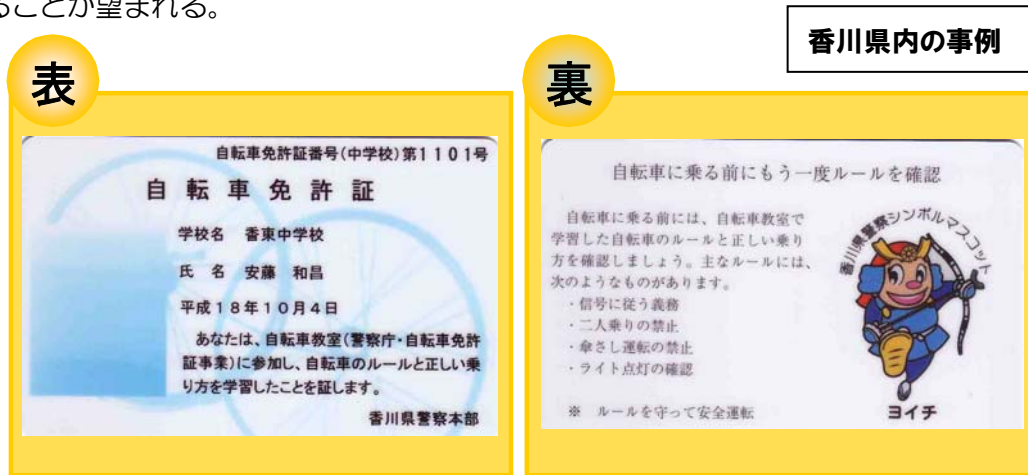 ることが望まれる。
香川県内の事例
表
自転車免許証番号(中学校)第1101号
自転車免許証
学校名 香東中学校
氏 名 安藤 和昌
平成18年10月4日
あなたは、自転車教室(警察庁・自転車免許
証事業)に参加し、自転車のルールと正しい乗
り方を学習したことを証します。
香川県警察本部
裏
自転車に乗る前にもう一度ルールを確認
自転車に乗る前には、自転車教室で
学習した自転車のルールと正しい乗り
方を確認しましょう。主なルールには、
次のようなものがあります。
・信号に従う義務
・二人乗りの禁止
・傘さし運転の禁止
・ライト点灯の確認
※ ルールを守って安全運転
香川県警察シンボルマスコット
ヨイチ